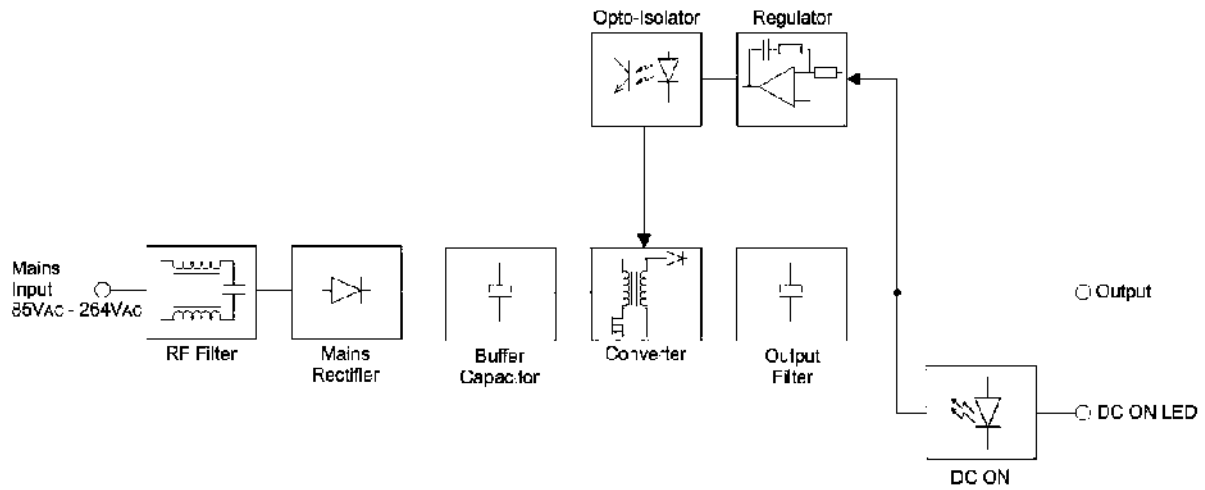 Opto-Isolator
Regulator
Mains
Input
85VAC - 264VAC
RF Filter
Mains
Rectifier
Buffer
Capacitor
Converter
Output
Filter
Output
DC ON LED
DC ON